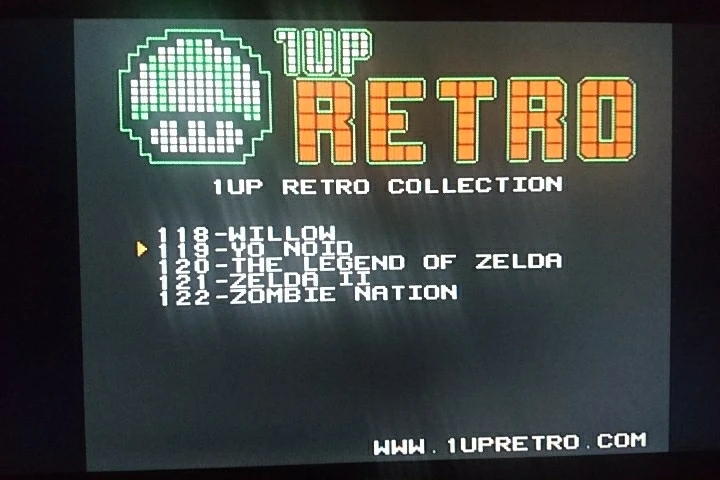 1UP
RETRO
1UP RETRO COLLECTION
118-WILLOW
119-YO NOID
120-THE LEGEND OF ZELDA
121-ZELDA II
122-ZOMBIE NATION
WWW.1UPRETRO.COM